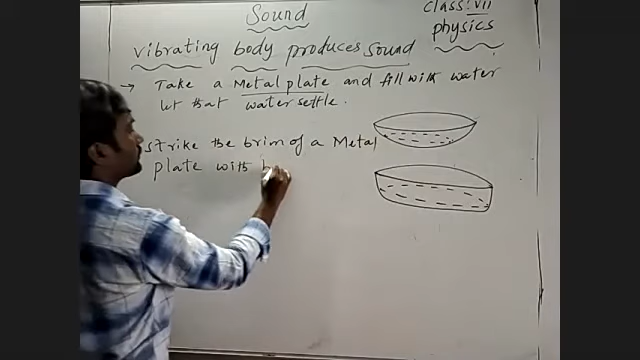 Sound
class: vii
physics
vibrating body produces sound
→ Take a Metal plate and fill with water
let that water settle.
strike the brim of a Metal
plate with